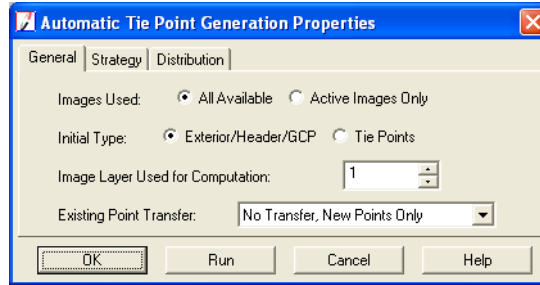 Automatic Tie Point Generation Properties
General Strategy Distribution
Images Used: All Available Active Images Only
Initial Type: Exterior/Header/GCP Tie Points
Image Layer Used for Computation: 1
Existing Point Transfer: No Transfer, New Points Only
OK Run Cancel Help